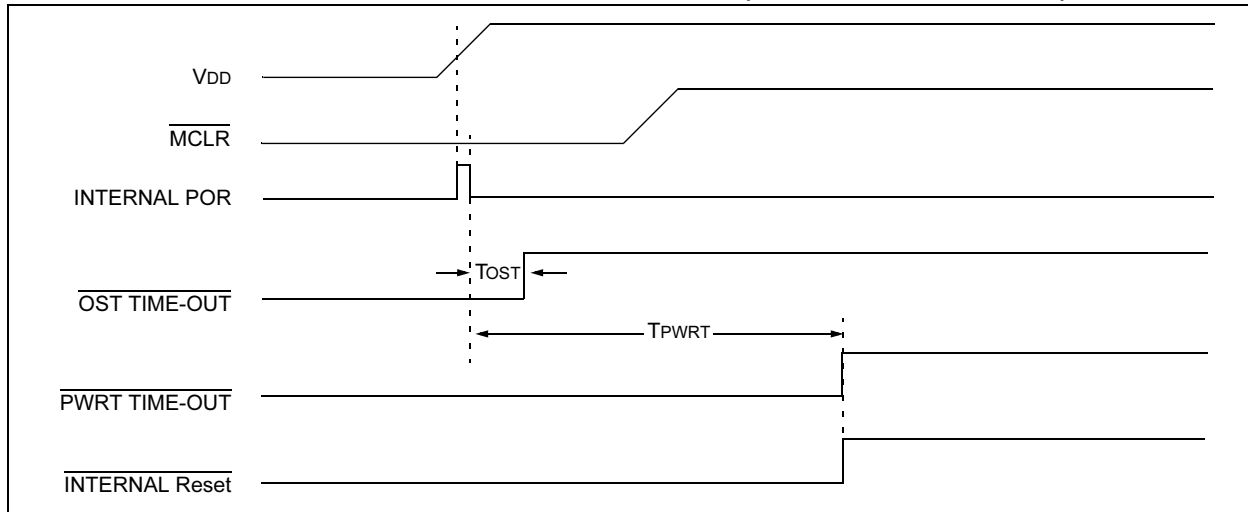 VDD
MCLR
INTERNAL POR
TOST
OST TIME-OUT
TPWRT
PWRT TIME-OUT
INTERNAL Reset